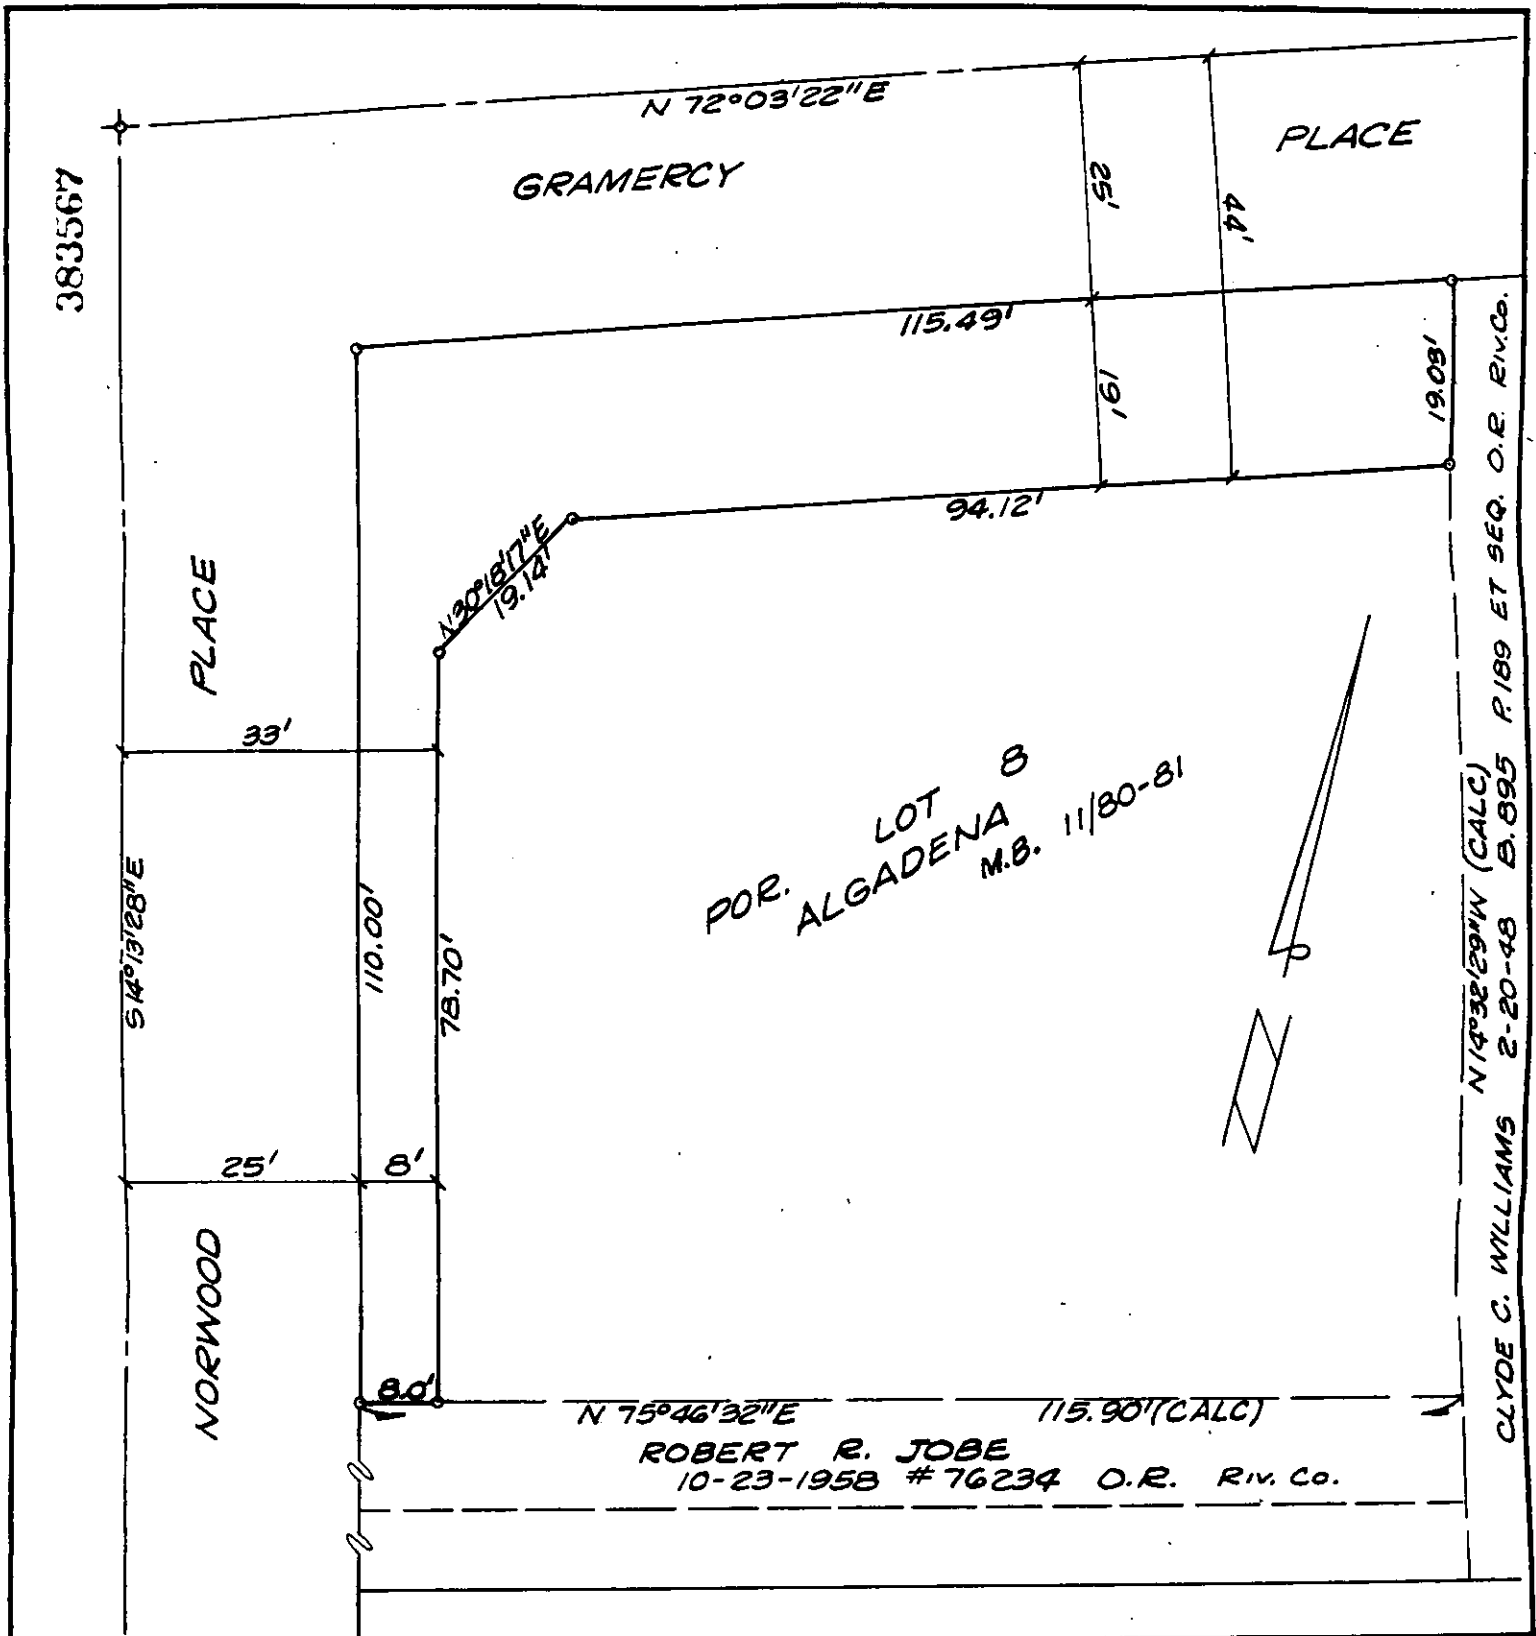 383567
N 72°03'22"E
GRAMERCY PLACE
25'
44'
115.49'
19'
19.03'
94.12'
N 30°18'17"E
19.14'
NORWOOD PLACE
33'
S 14°13'28"E
110.00'
78.70'
25'
8'
POR. LOT 8
ALGADENA
M.B. 11/80-81
N
8.0'
N 75°46'32"E 115.90' (CALC)
ROBERT R. JOBE
10-23-1958 #76234 O.R. RIV. CO.
N 14°32'29"W (CALC)
CLYDE C. WILLIAMS 2-20-48 B.895 P.189 ET SEQ. O.R. RIV.CO.